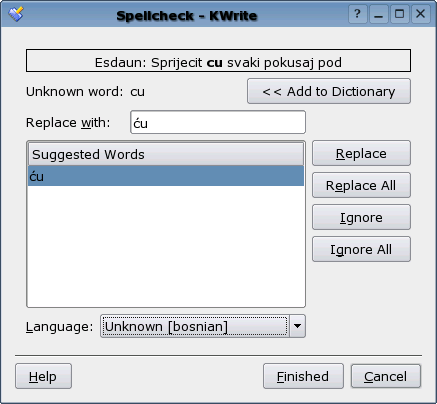 Spellcheck - KWrite
Esdaun: Sprijecit cu svaki pokusaj pod
Unknown word: cu
<< Add to Dictionary
Replace with:
ću
Suggested Words
ću
Replace
Replace All
Ignore
Ignore All
Language:
Unknown [bosnian]
Help
Finished
Cancel